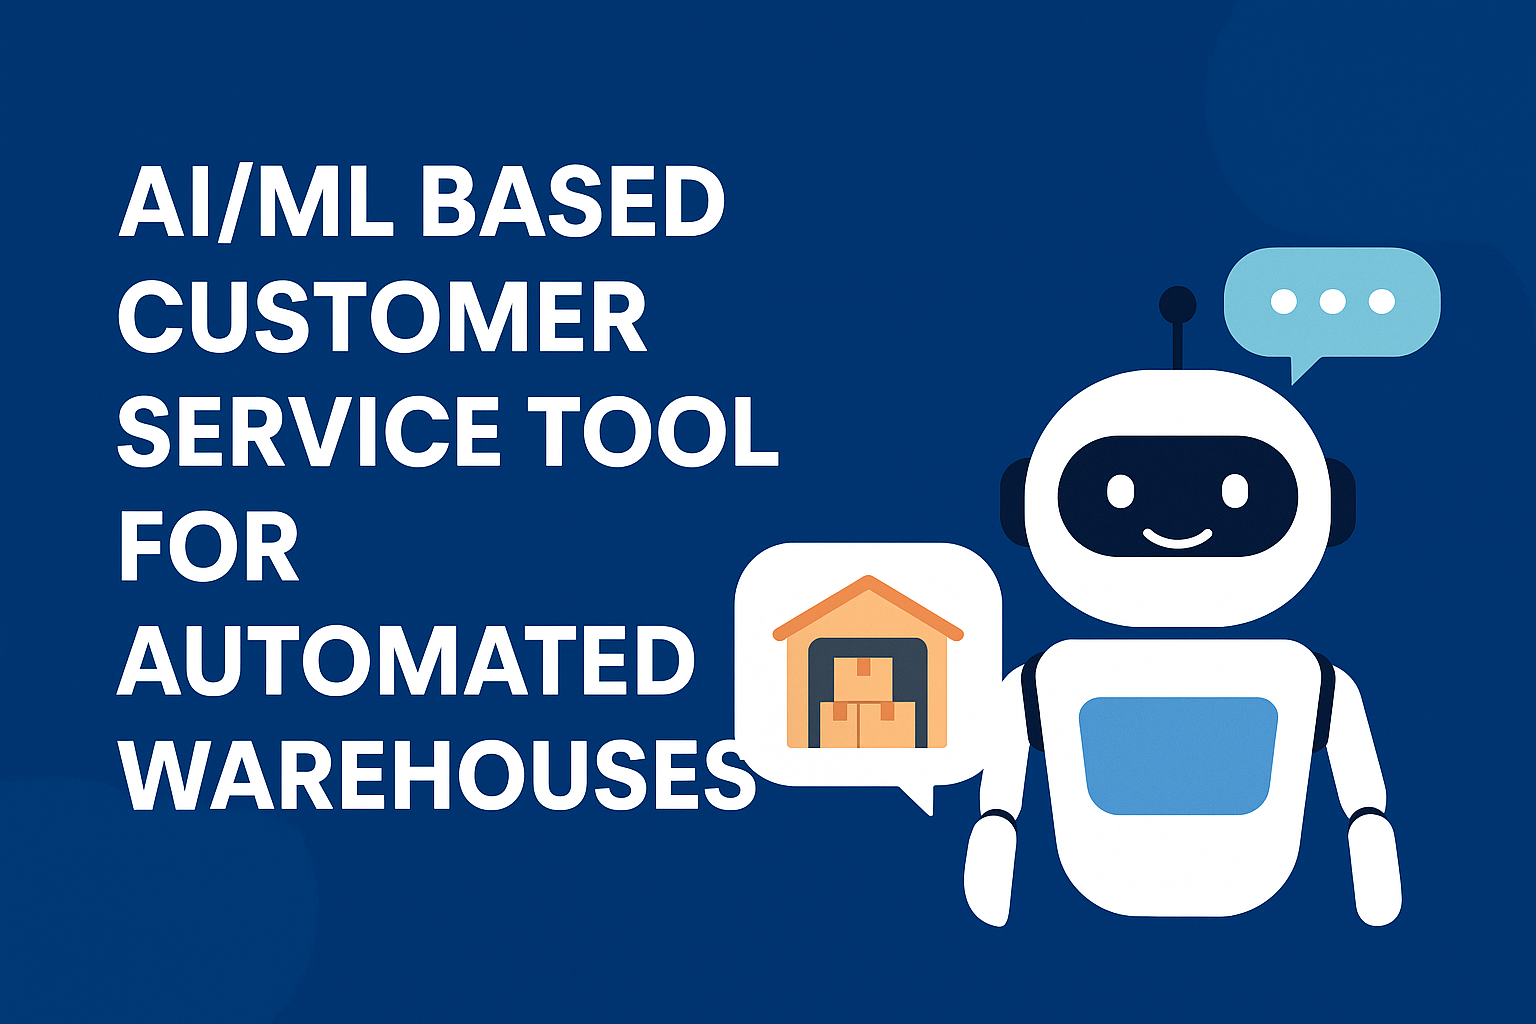 AI/ML BASED
CUSTOMER
SERVICE TOOL
FOR
AUTOMATED
WAREHOUSES